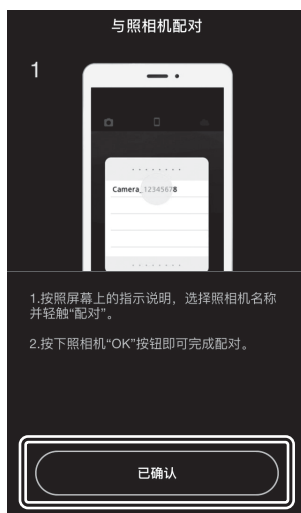 与照相机配对
1
Camera_12345678
1.按照屏幕上的指示说明，选择照相机名称
并轻触“配对”。
2.按下照相机“OK”按钮即可完成配对。
已确认